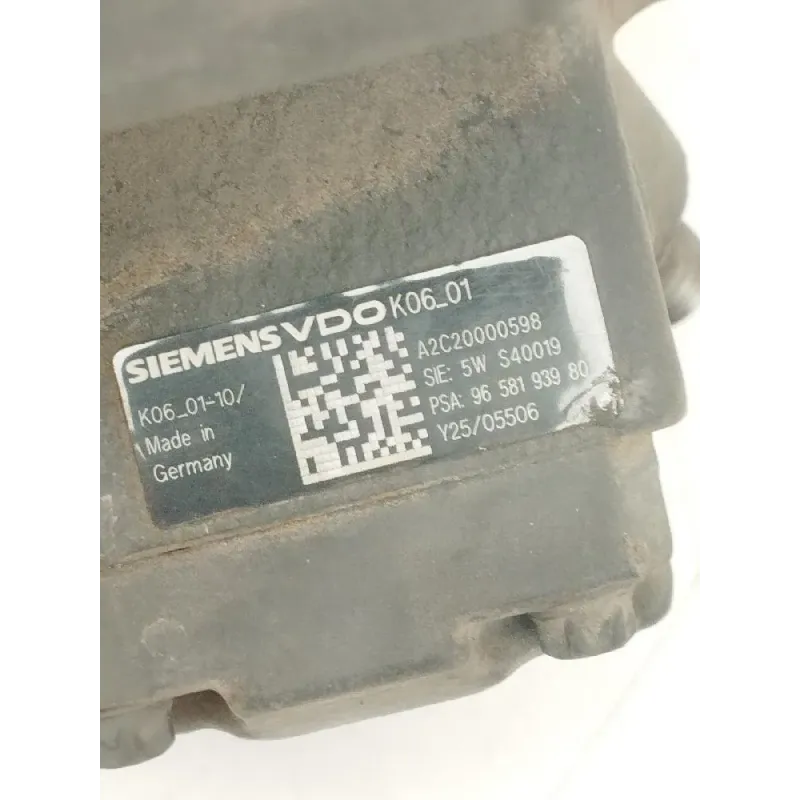 SIEMENS VDO K06_01
A2C20000598
SIE: 5W S40019
PSA: 96 581 939 80
Y25/05506
K06_01-10/
Made in
Germany